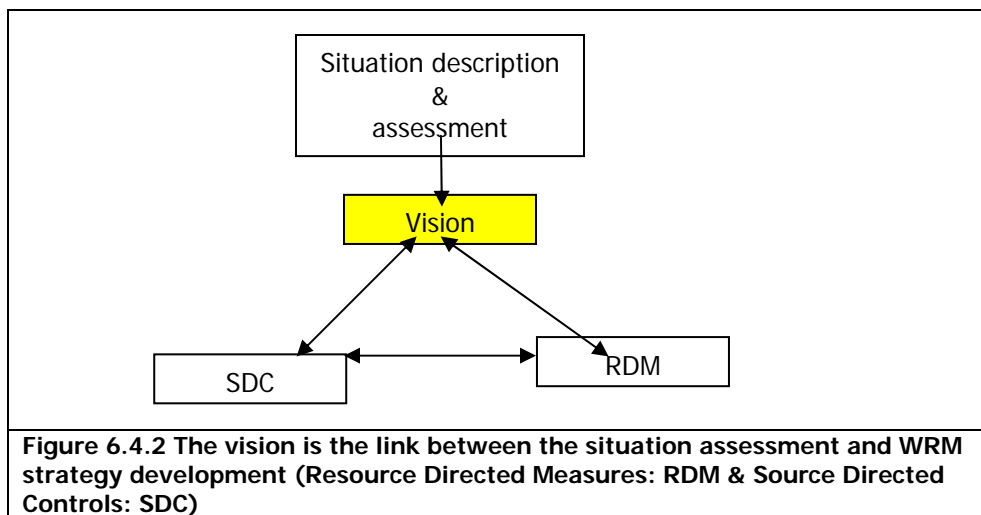 Situation description
&
assessment
Vision
SDC
RDM
Figure 6.4.2 The vision is the link between the situation assessment and WRM
strategy development (Resource Directed Measures: RDM & Source Directed
Controls: SDC)